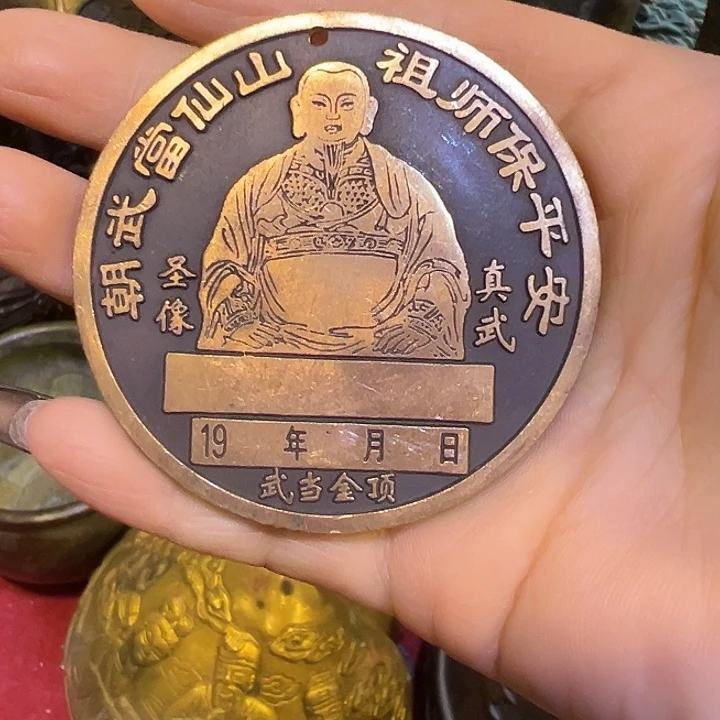 朝武當仙山
祖师保平安
真武
圣像
19 年 月 日
武当金顶